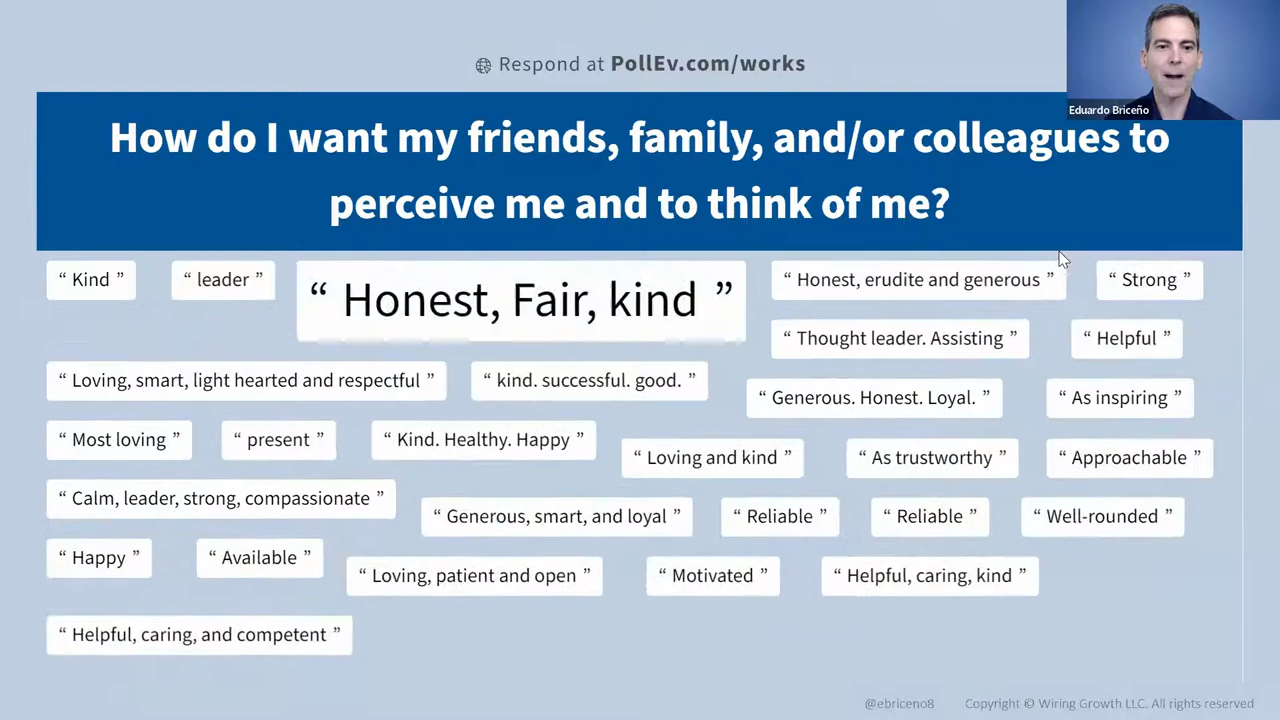 Respond at PollEv.com/works
Eduardo Briceño
How do I want my friends, family, and/or colleagues to
perceive me and to think of me?
“ Kind ”
“ leader ”
“ Honest, Fair, kind ”
“ Honest, erudite and generous ”
“ Strong ”
“ Thought leader. Assisting ”
“ Helpful ”
“ Loving, smart, light hearted and respectful ”
“ kind. successful. good. ”
“ Generous. Honest. Loyal. ”
“ As inspiring ”
“ Most loving ”
“ present ”
“ Kind. Healthy. Happy ”
“ Loving and kind ”
“ As trustworthy ”
“ Approachable ”
“ Calm, leader, strong, compassionate ”
“ Generous, smart, and loyal ”
“ Reliable ”
“ Reliable ”
“ Well-rounded ”
“ Happy ”
“ Available ”
“ Loving, patient and open ”
“ Motivated ”
“ Helpful, caring, kind ”
“ Helpful, caring, and competent ”
@ebriceno8
Copyright © Wiring Growth LLC. All rights reserved